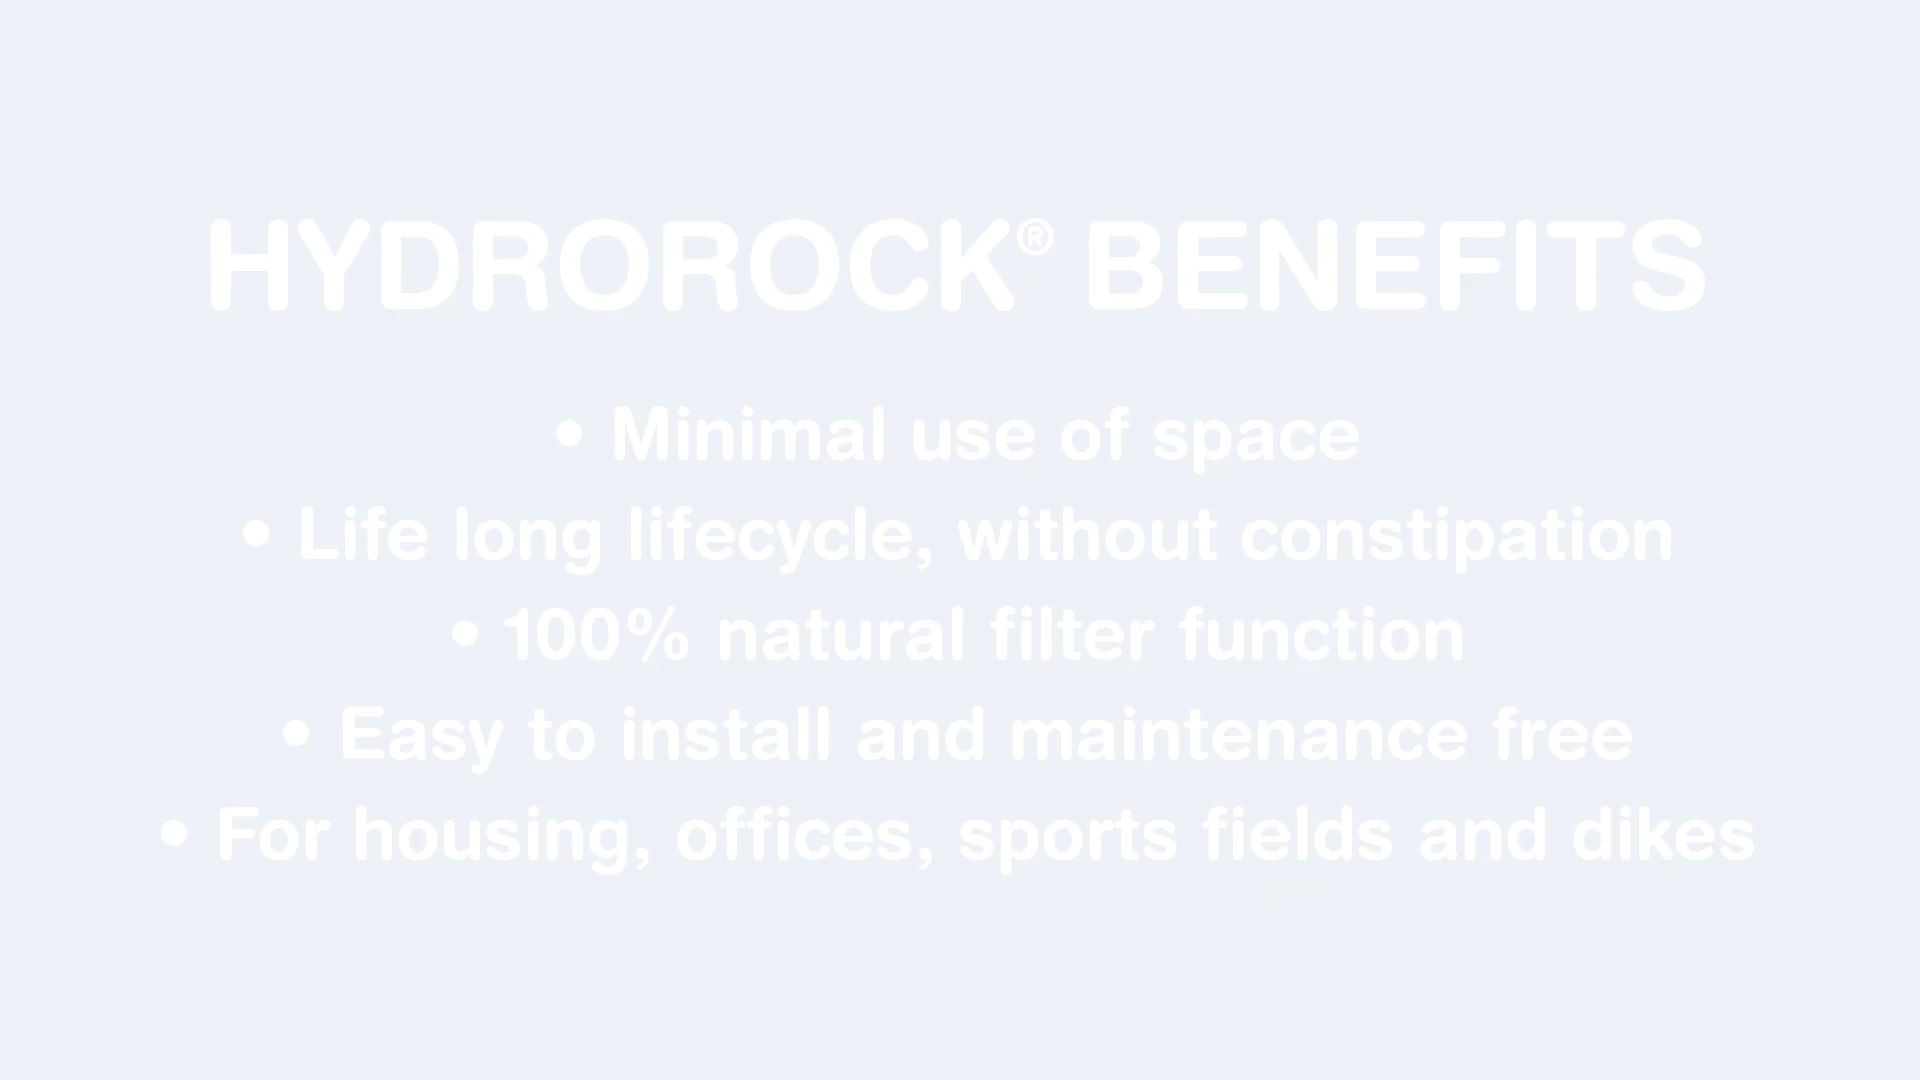 HYDROROCK® BENEFITS
• Minimal use of space
• Life long lifecycle, without constipation
• 100% natural filter function
• Easy to install and maintenance free
• For housing, offices, sports fields and dikes